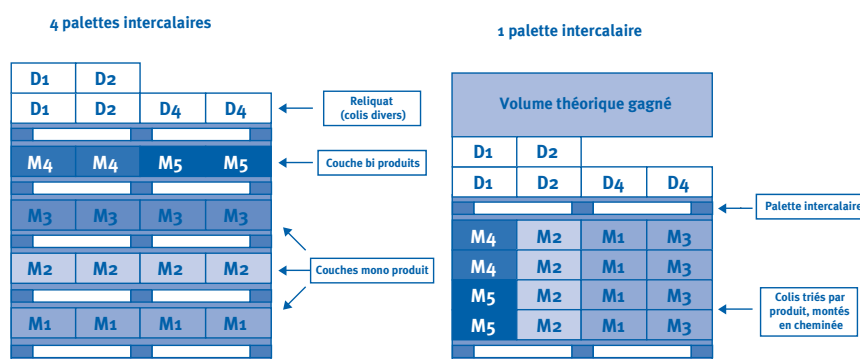 4 palettes intercalaires
D1 D2
D1 D2 D4 D4
M4 M4 M5 M5
M3 M3 M3 M3
M2 M2 M2 M2
M1 M1 M1 M1
Reliquat
(colis divers)
Couche bi produits
Couches mono produit
1 palette intercalaire
Volume théorique gagné
D1 D2
D1 D2 D4 D4
M4 M2 M1 M3
M4 M2 M1 M3
M5 M2 M1 M3
M5 M2 M1 M3
Palette intercalaire
Colis triés par
produit, montés
en cheminée